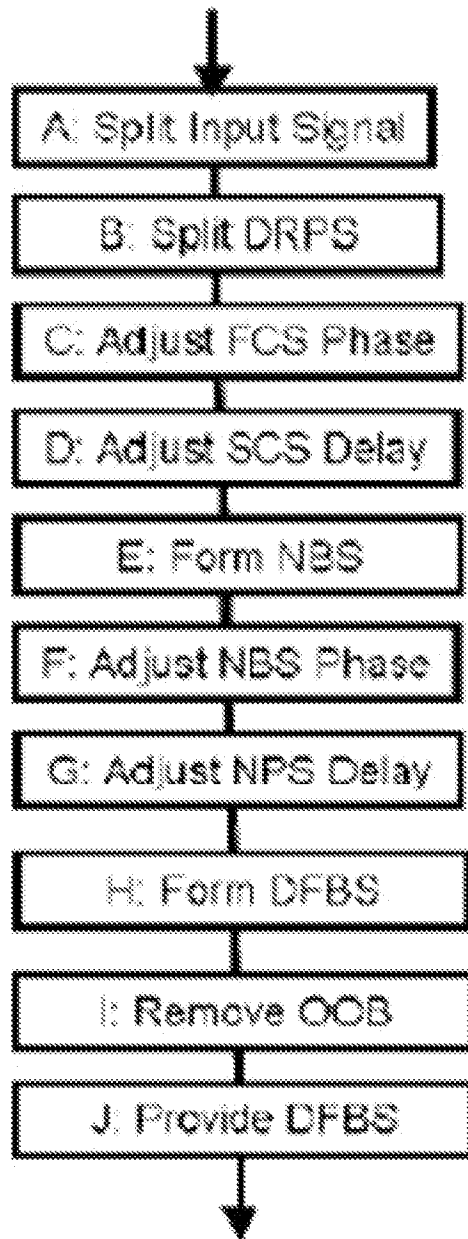 A: Split Input Signal
B: Split DRPS
C: Adjust FCS Phase
D: Adjust SCS Delay
E: Form NBS
F: Adjust NBS Phase
G: Adjust NPS Delay
H: Form DFBS
I: Remove OOB
J: Provide DFBS